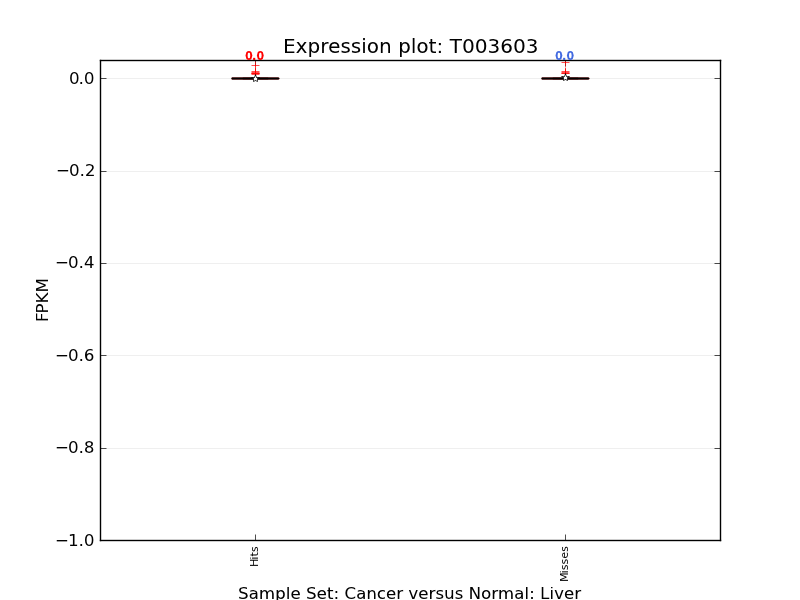 Expression plot: T003603
0.0 0.0
0.0
−0.2
−0.4
−0.6
−0.8
−1.0
FPKM
Hits Misses
Sample Set: Cancer versus Normal: Liver